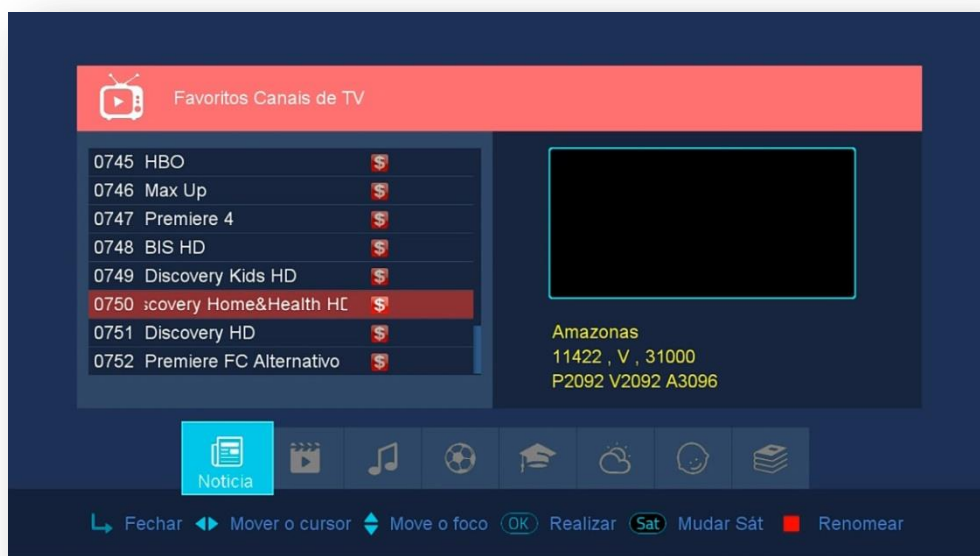 Favoritos Canais de TV
0745 HBO $
0746 Max Up $
0747 Premiere 4 $
0748 BIS HD $
0749 Discovery Kids HD $
0750 scovery Home&Health HD $
0751 Discovery HD $
0752 Premiere FC Alternativo $
Amazonas
11422 , V , 31000
P2092 V2092 A3096
Noticia
Fechar Mover o cursor Move o foco OK Realizar Sat Mudar Sát Renomear